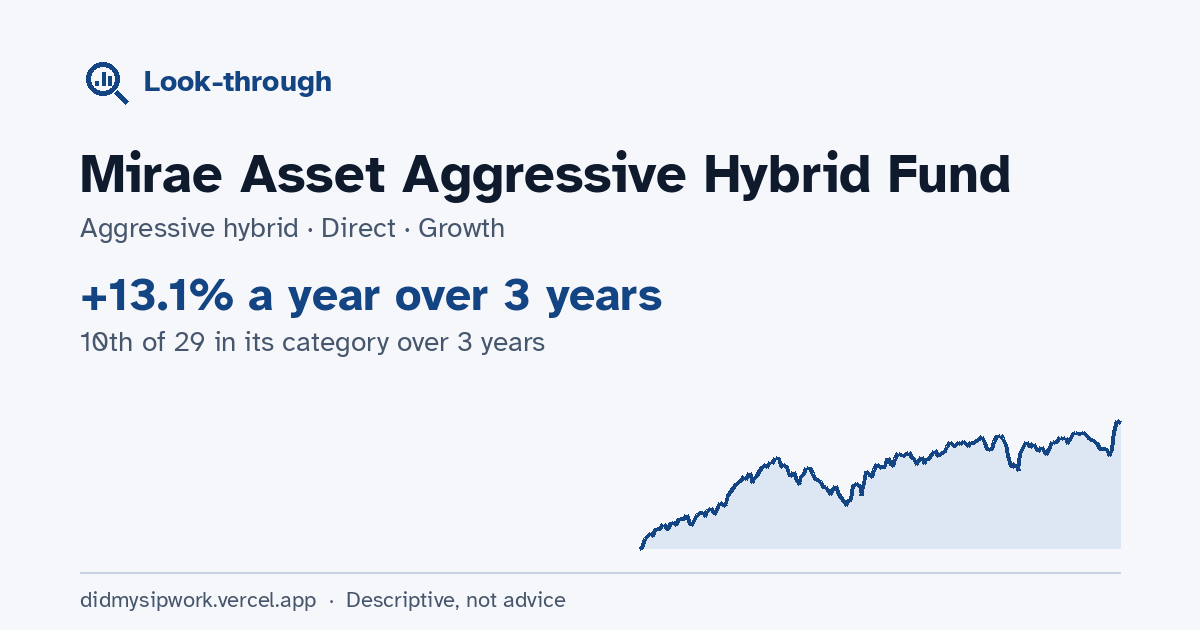 Look-through
Mirae Asset Aggressive Hybrid Fund
Aggressive hybrid · Direct · Growth
+13.1% a year over 3 years
10th of 29 in its category over 3 years
didmysipwork.vercel.app · Descriptive, not advice